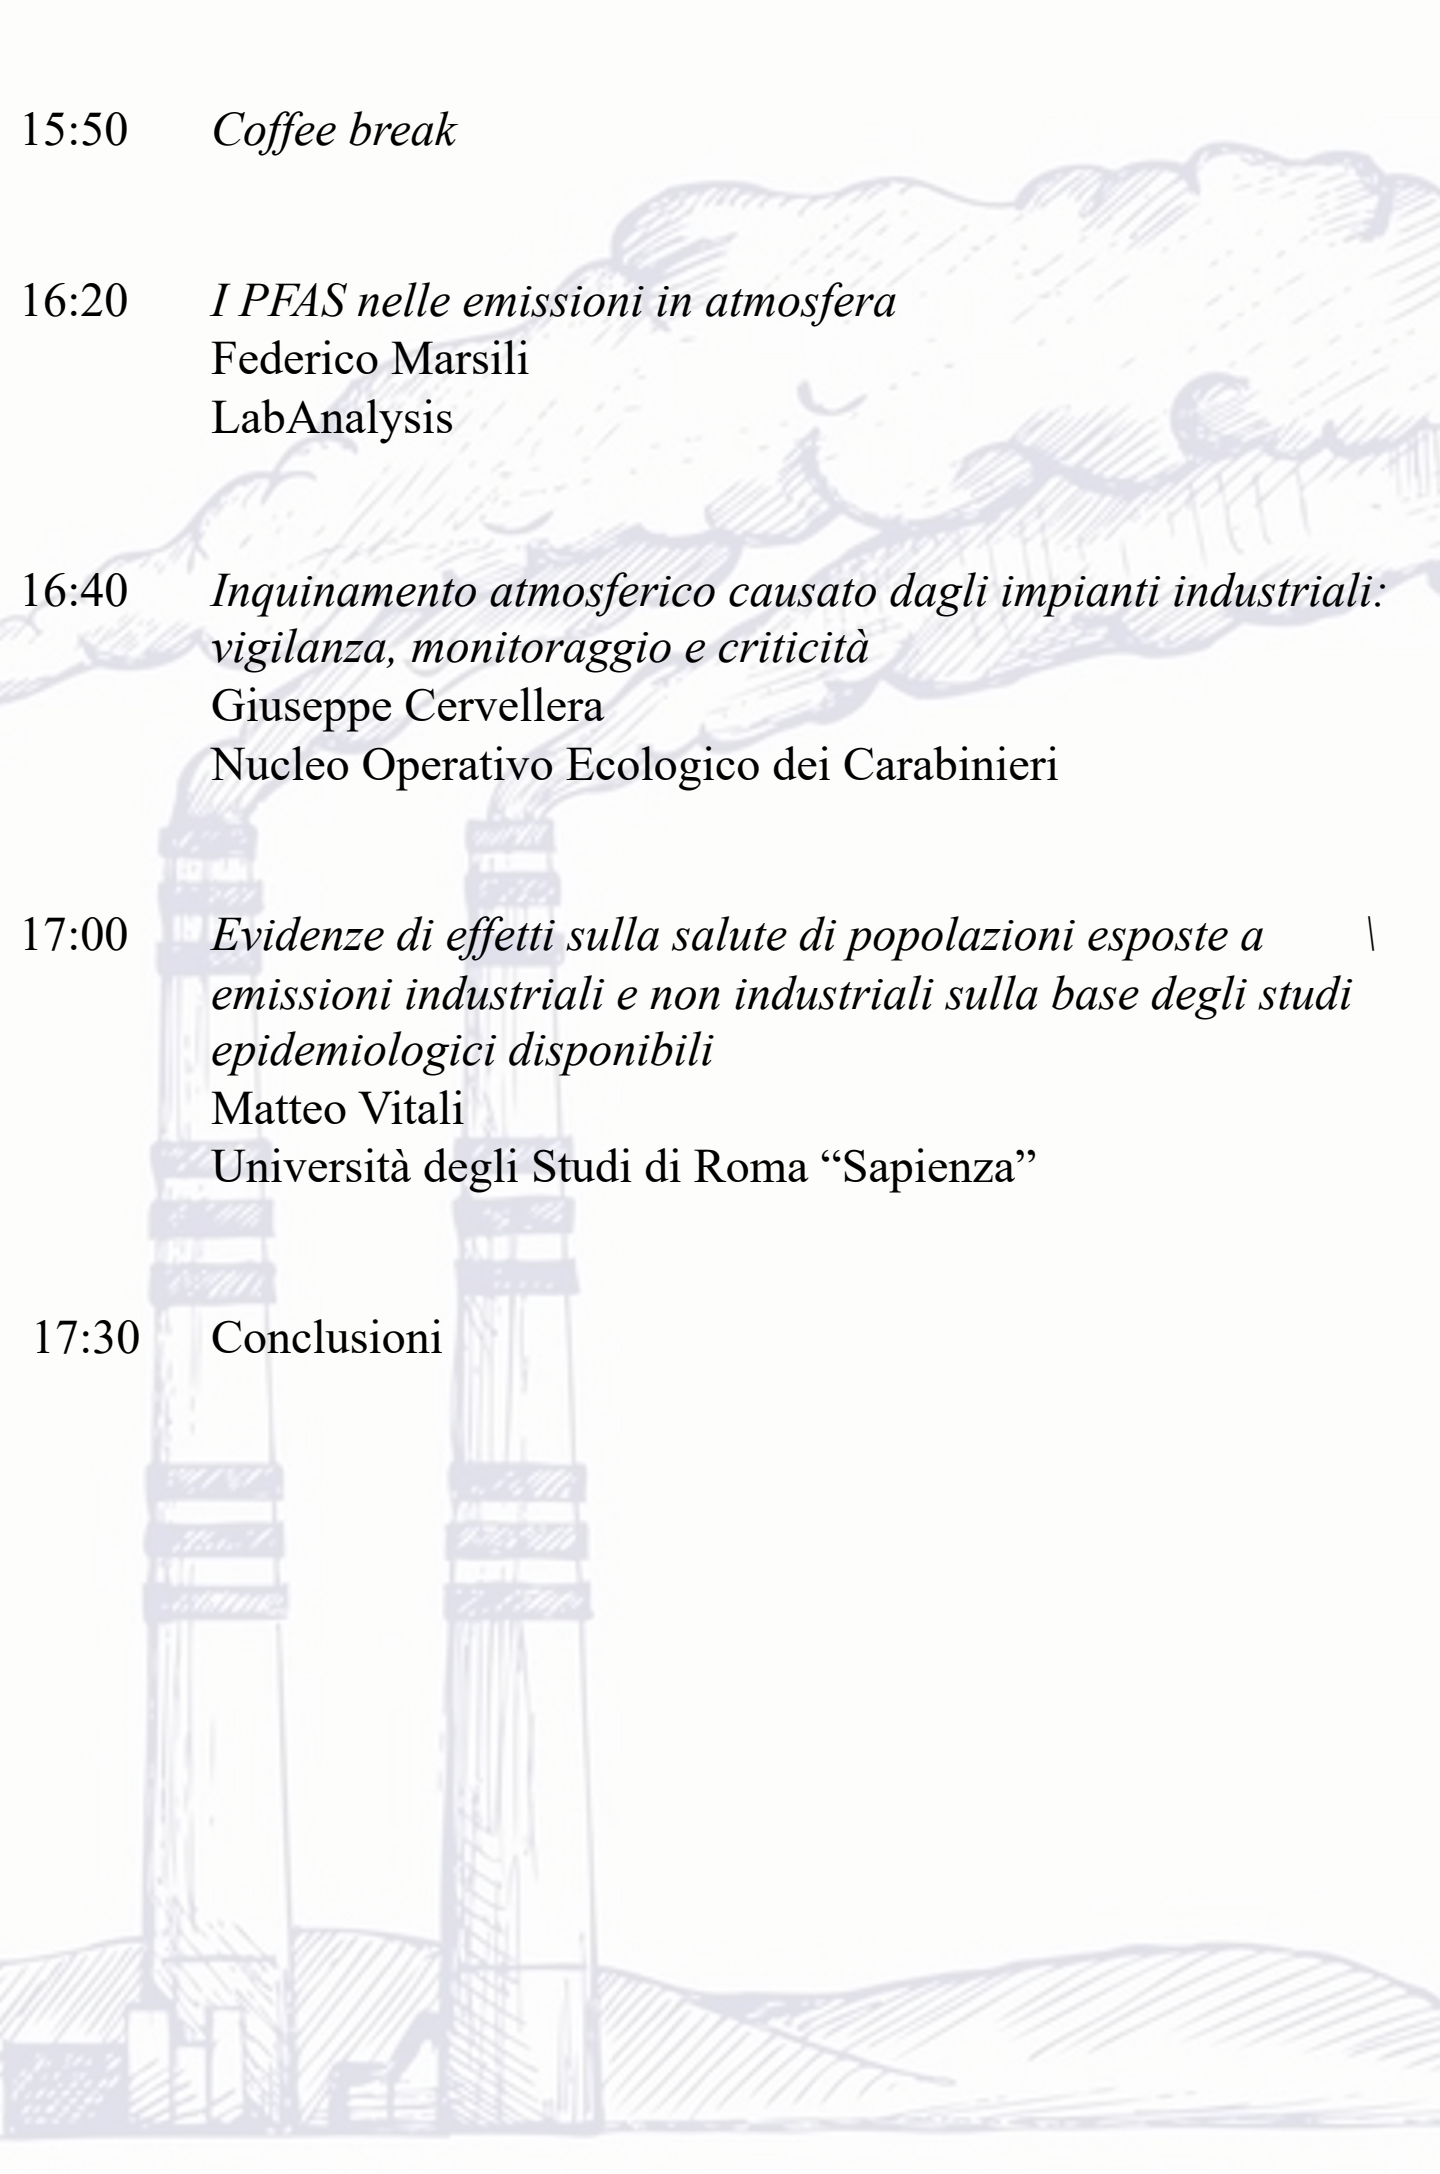 15:50 Coffee break
16:20 I PFAS nelle emissioni in atmosfera
Federico Marsili
LabAnalysis
16:40 Inquinamento atmosferico causato dagli impianti industriali:
vigilanza, monitoraggio e criticità
Giuseppe Cervellera
Nucleo Operativo Ecologico dei Carabinieri
17:00 Evidenze di effetti sulla salute di popolazioni esposte a \
emissioni industriali e non industriali sulla base degli studi
epidemiologici disponibili
Matteo Vitali
Università degli Studi di Roma “Sapienza”
17:30 Conclusioni